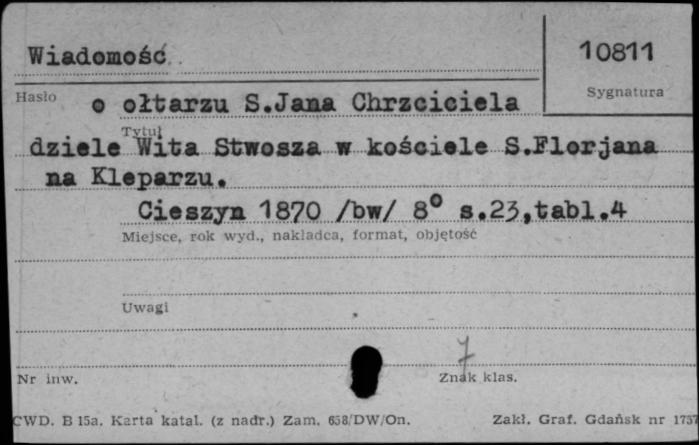 Wiadomość
10811
Hasło
Sygnatura
o ołtarzu S.Jana Chrzciciela
Tytuł
dziele Wita Stwosza w kościele S.Florjana
na Kleparzu.
Cieszyn 1870 /bw/ 8° s.23,tabl.4
Miejsce, rok wyd., nakładca, format, objętość
Uwagi
7
Nr inw.
Znak klas.
CWD. B 15a. Karta katal. (z nadr.) Zam. 658/DW/On.
Zakł. Graf. Gdańsk nr 1757